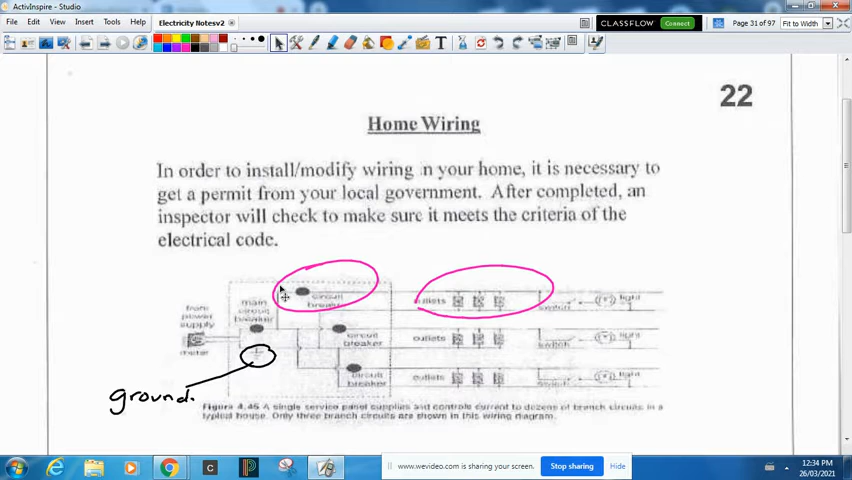 ActivInspire - Studio
File Edit View Insert Tools Help
Electricity Notesv2
CLASSFLOW Connect
Page 31 of 97
Fit to Width
22
Home Wiring
In order to install/modify wiring in your home, it is necessary to
get a permit from your local government. After completed, an
inspector will check to make sure it meets the criteria of the
electrical code.
from
power
supply
meter
main
circuit
breaker
circuit
breaker
outlets
switch
light
circuit
breaker
outlets
switch
light
circuit
breaker
outlets
switch
light
ground.
Figure 4.45 A single service panel supplies and controls current to dozens of branch circuits in a
typical house. Only three branch circuits are shown in this wiring diagram.
www.wevideo.com is sharing your screen.
Stop sharing
Hide
12:34 PM
26/03/2021